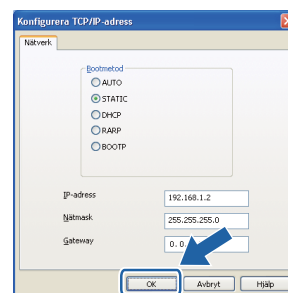 Konfigurera TCP/IP-adress
Nätverk
Bootmetod
AUTO
STATIC
DHCP
RARP
BOOTP
IP-adress 192.168.1.2
Nätmask 255.255.255.0
Gateway 0. 0.
OK Avbryt Hjälp